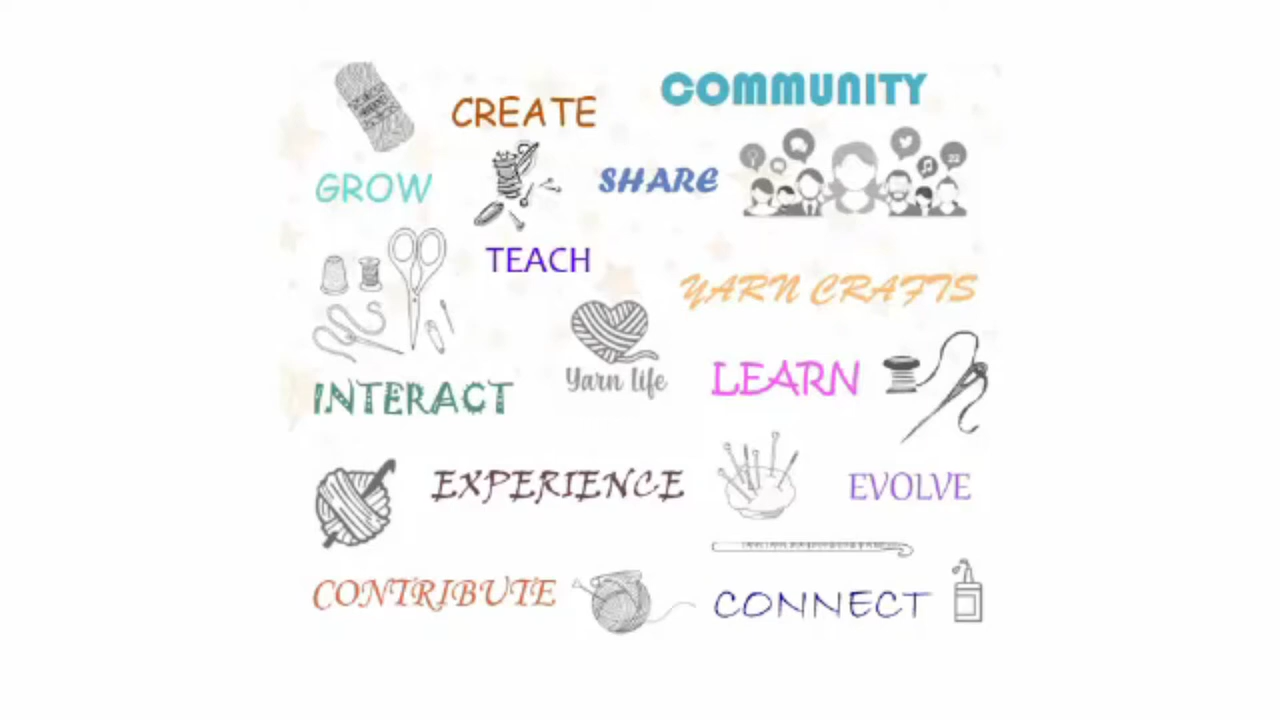 COMMUNITY
CREATE
SHARE
GROW
TEACH
YARN CRAFTS
Yarn life
LEARN
INTERACT
EXPERIENCE
EVOLVE
CONTRIBUTE
CONNECT